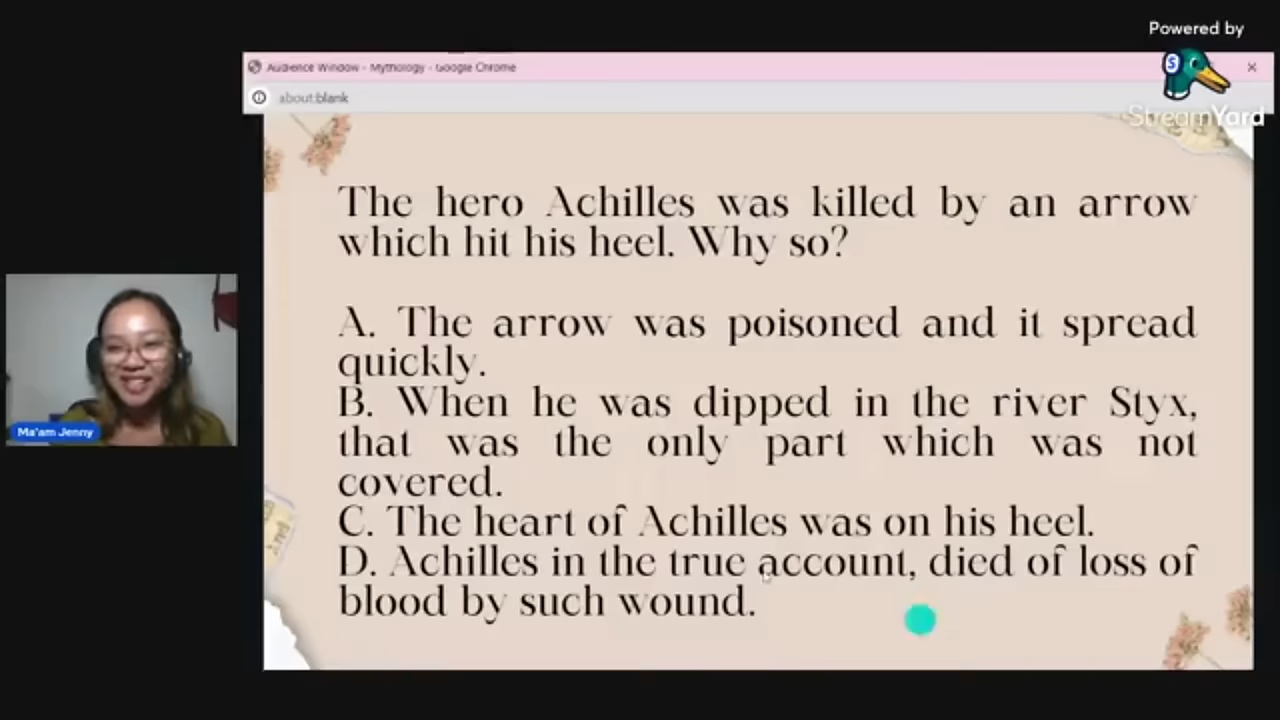 Powered by
StreamYard
Audience Window - Mythology - Google Chrome
about:blank
The hero Achilles was killed by an arrow
which hit his heel. Why so?
A. The arrow was poisoned and it spread
quickly.
B. When he was dipped in the river Styx,
that was the only part which was not
covered.
C. The heart of Achilles was on his heel.
D. Achilles in the true account, died of loss of
blood by such wound.
Ma'am Jenny